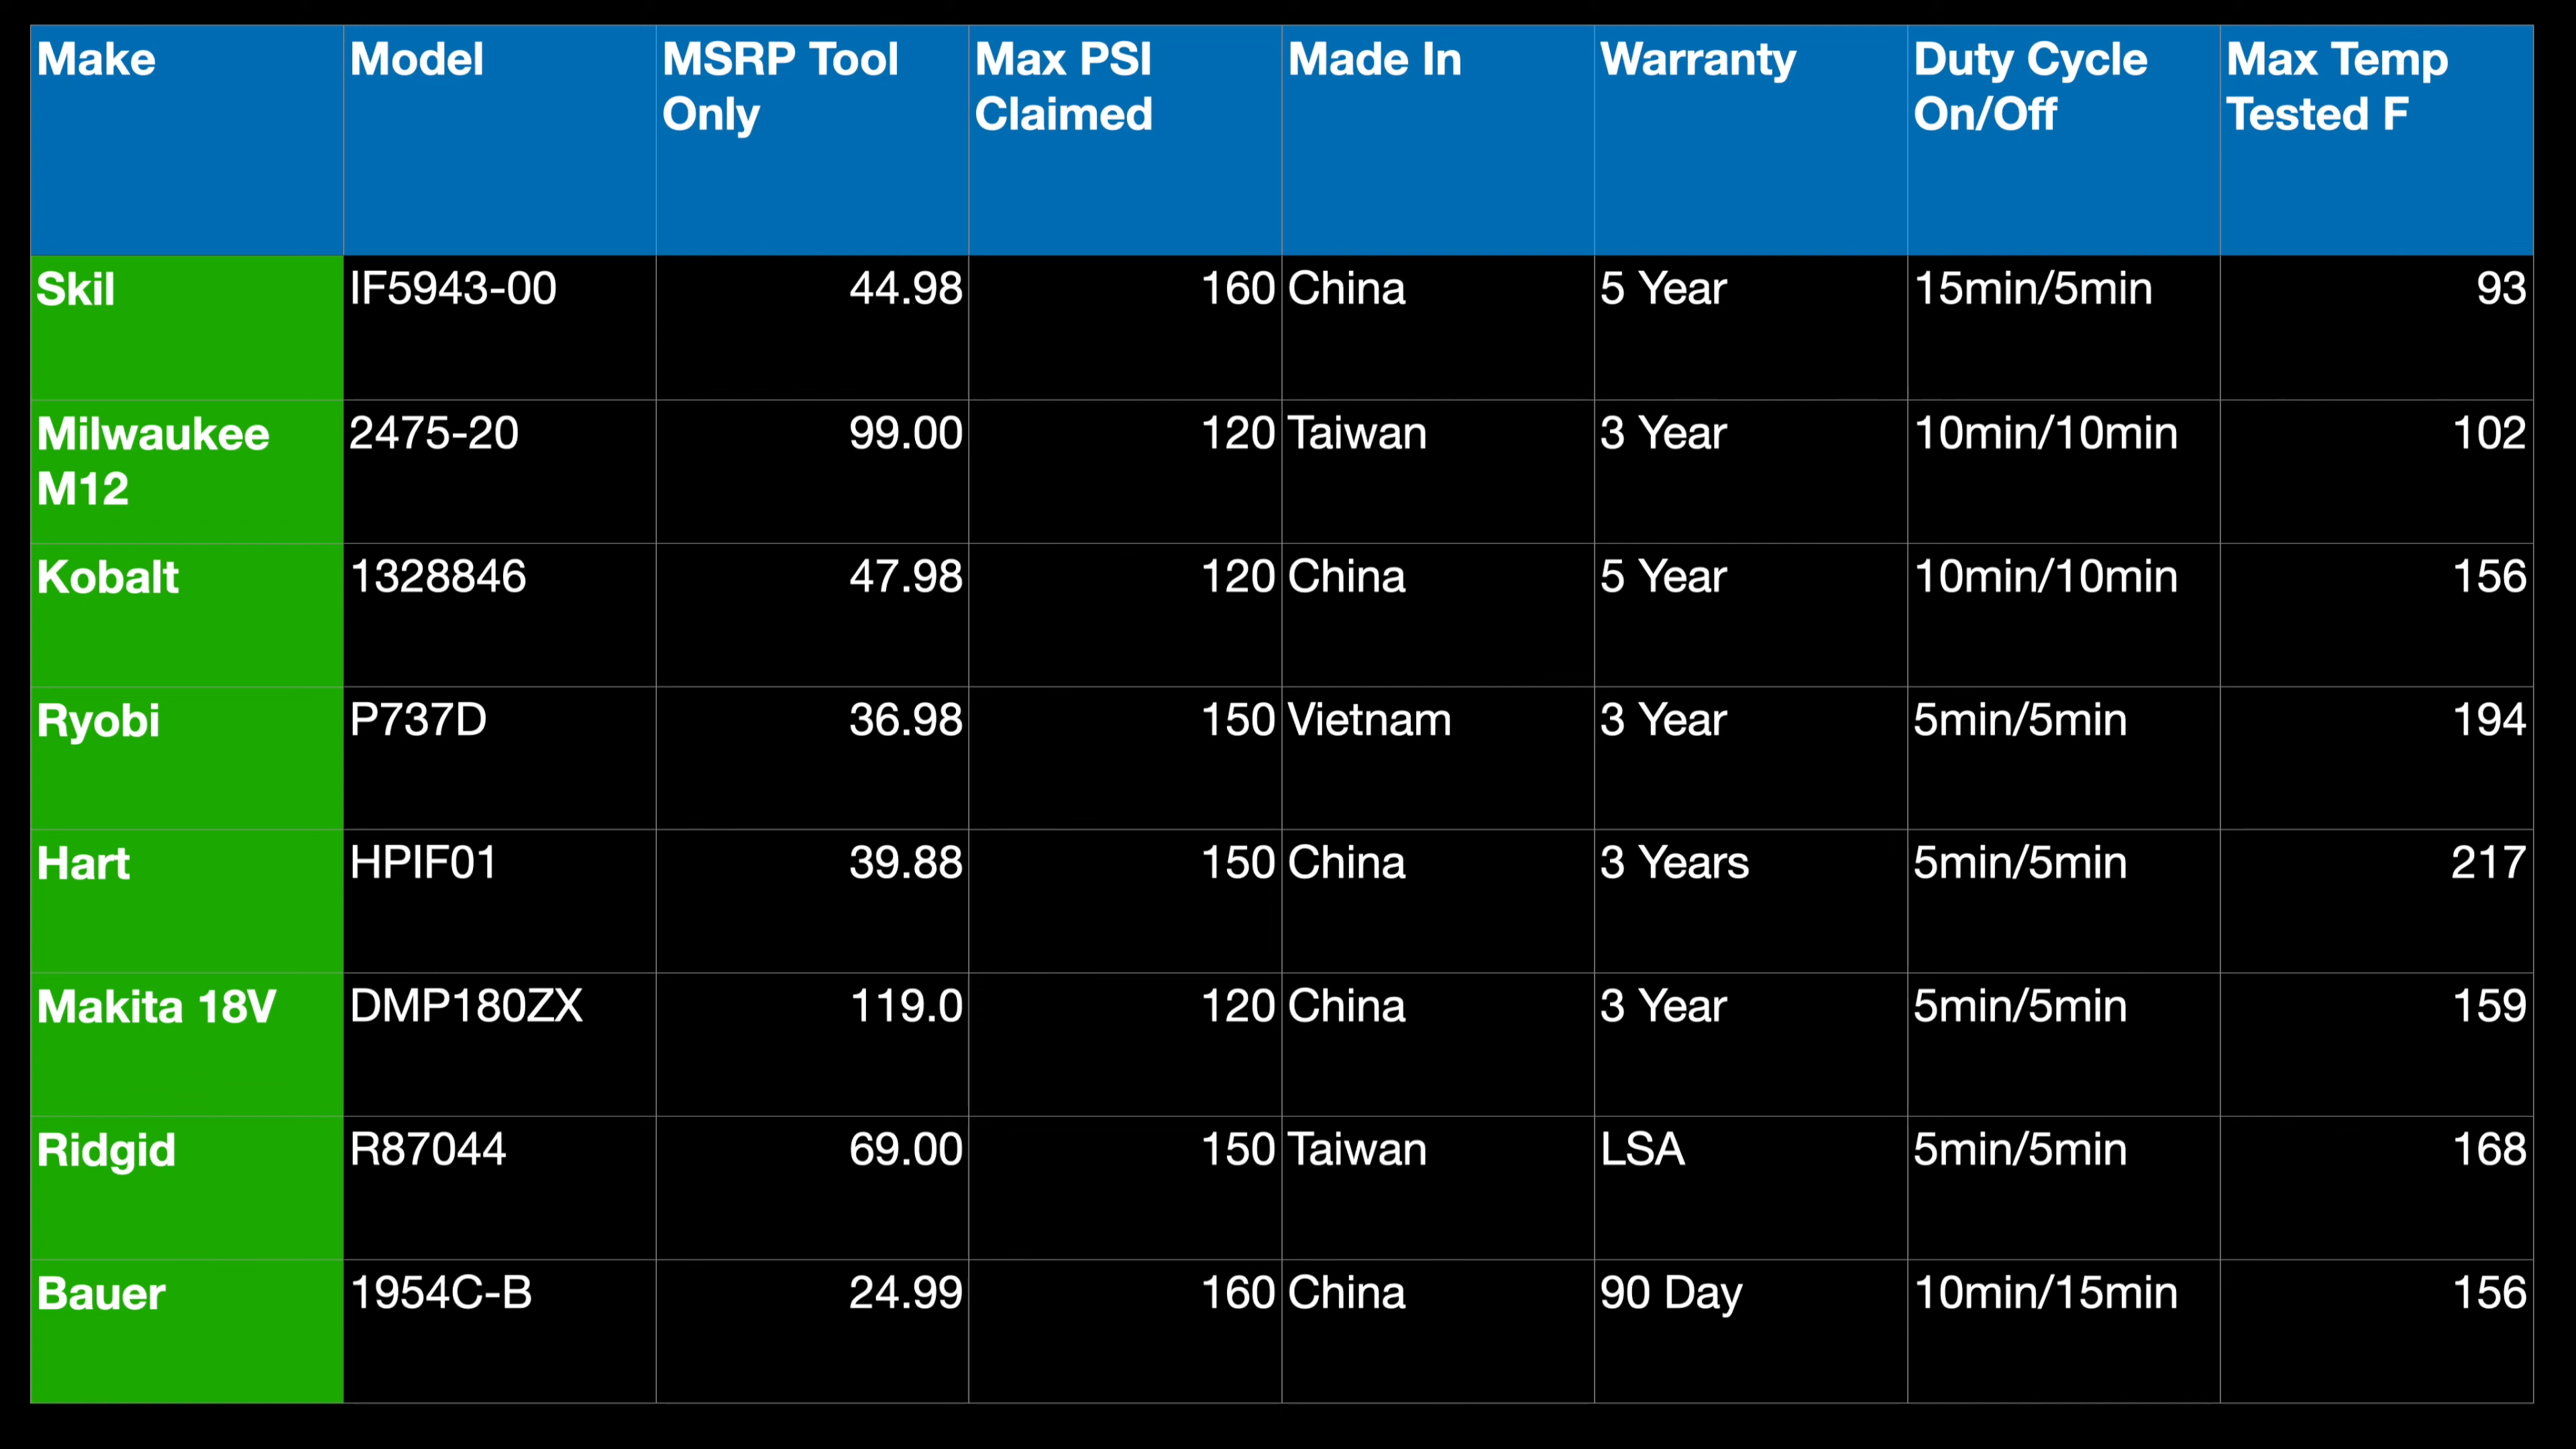 Make Model MSRP Tool Only Max PSI Claimed Made In Warranty Duty Cycle On/Off Max Temp Tested F
Skil IF5943-00 44.98 160 China 5 Year 15min/5min 93
Milwaukee M12 2475-20 99.00 120 Taiwan 3 Year 10min/10min 102
Kobalt 1328846 47.98 120 China 5 Year 10min/10min 156
Ryobi P737D 36.98 150 Vietnam 3 Year 5min/5min 194
Hart HPIF01 39.88 150 China 3 Years 5min/5min 217
Makita 18V DMP180ZX 119.0 120 China 3 Year 5min/5min 159
Ridgid R87044 69.00 150 Taiwan LSA 5min/5min 168
Bauer 1954C-B 24.99 160 China 90 Day 10min/15min 156